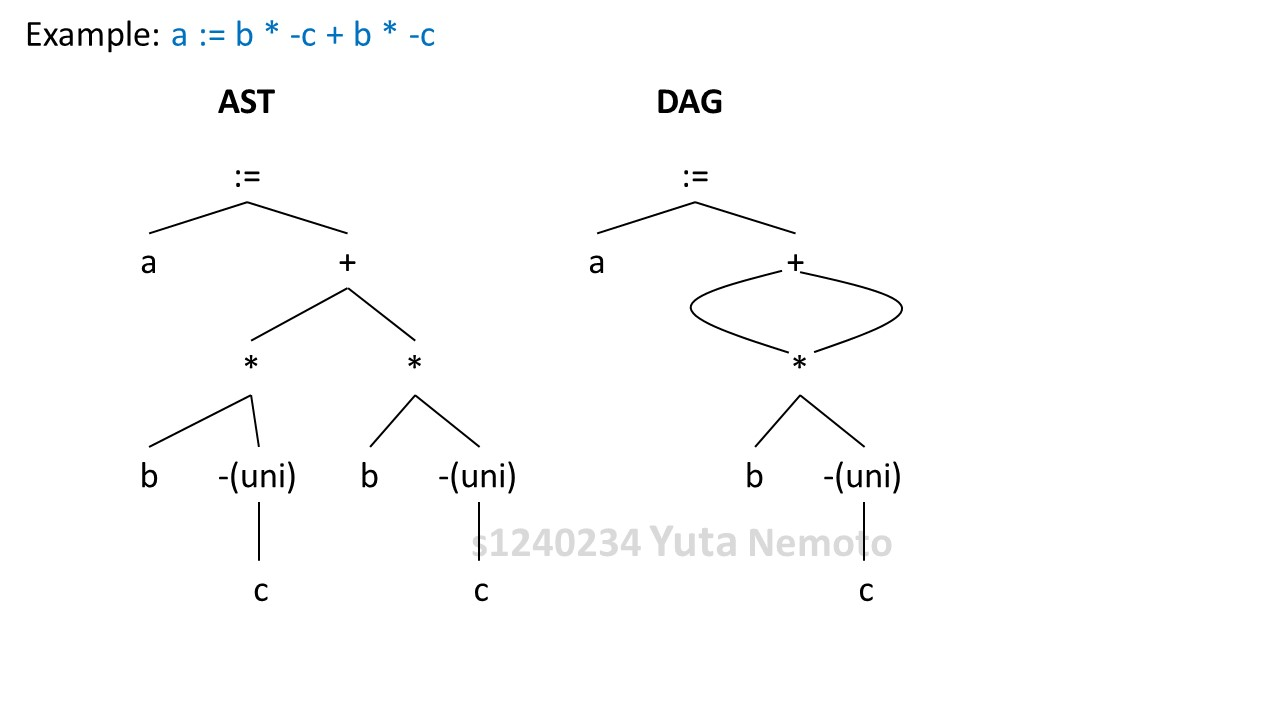 Example: a := b * -c + b * -c
AST DAG
:= :=
a + a +
* * *
b -(uni) b -(uni) b -(uni)
s1240234 Yuta Nemoto
c c c